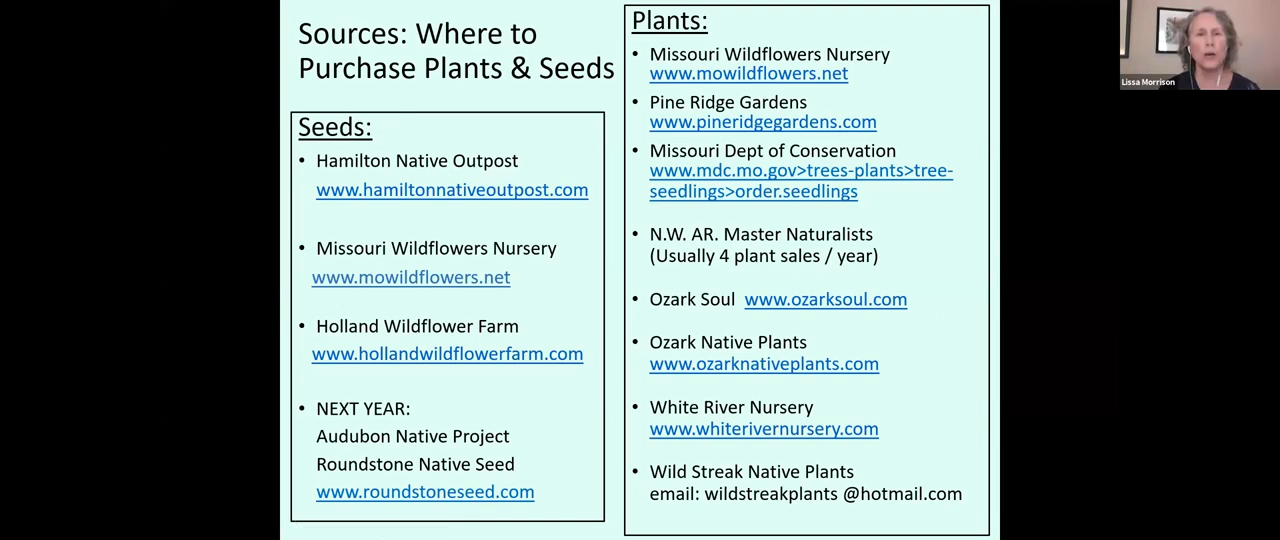 Sources: Where to
Purchase Plants & Seeds
Seeds:
• Hamilton Native Outpost
www.hamiltonnativeoutpost.com
• Missouri Wildflowers Nursery
www.mowildflowers.net
• Holland Wildflower Farm
www.hollandwildflowerfarm.com
• NEXT YEAR:
Audubon Native Project
Roundstone Native Seed
www.roundstoneseed.com
Plants:
• Missouri Wildflowers Nursery
www.mowildflowers.net
• Pine Ridge Gardens
www.pineridgegardens.com
• Missouri Dept of Conservation
www.mdc.mo.gov>trees-plants>tree-
seedlings>order.seedlings
• N.W. AR. Master Naturalists
(Usually 4 plant sales / year)
• Ozark Soul www.ozarksoul.com
• Ozark Native Plants
www.ozarknativeplants.com
• White River Nursery
www.whiterivernursery.com
• Wild Streak Native Plants
email: wildstreakplants @hotmail.com
Lissa Morrison